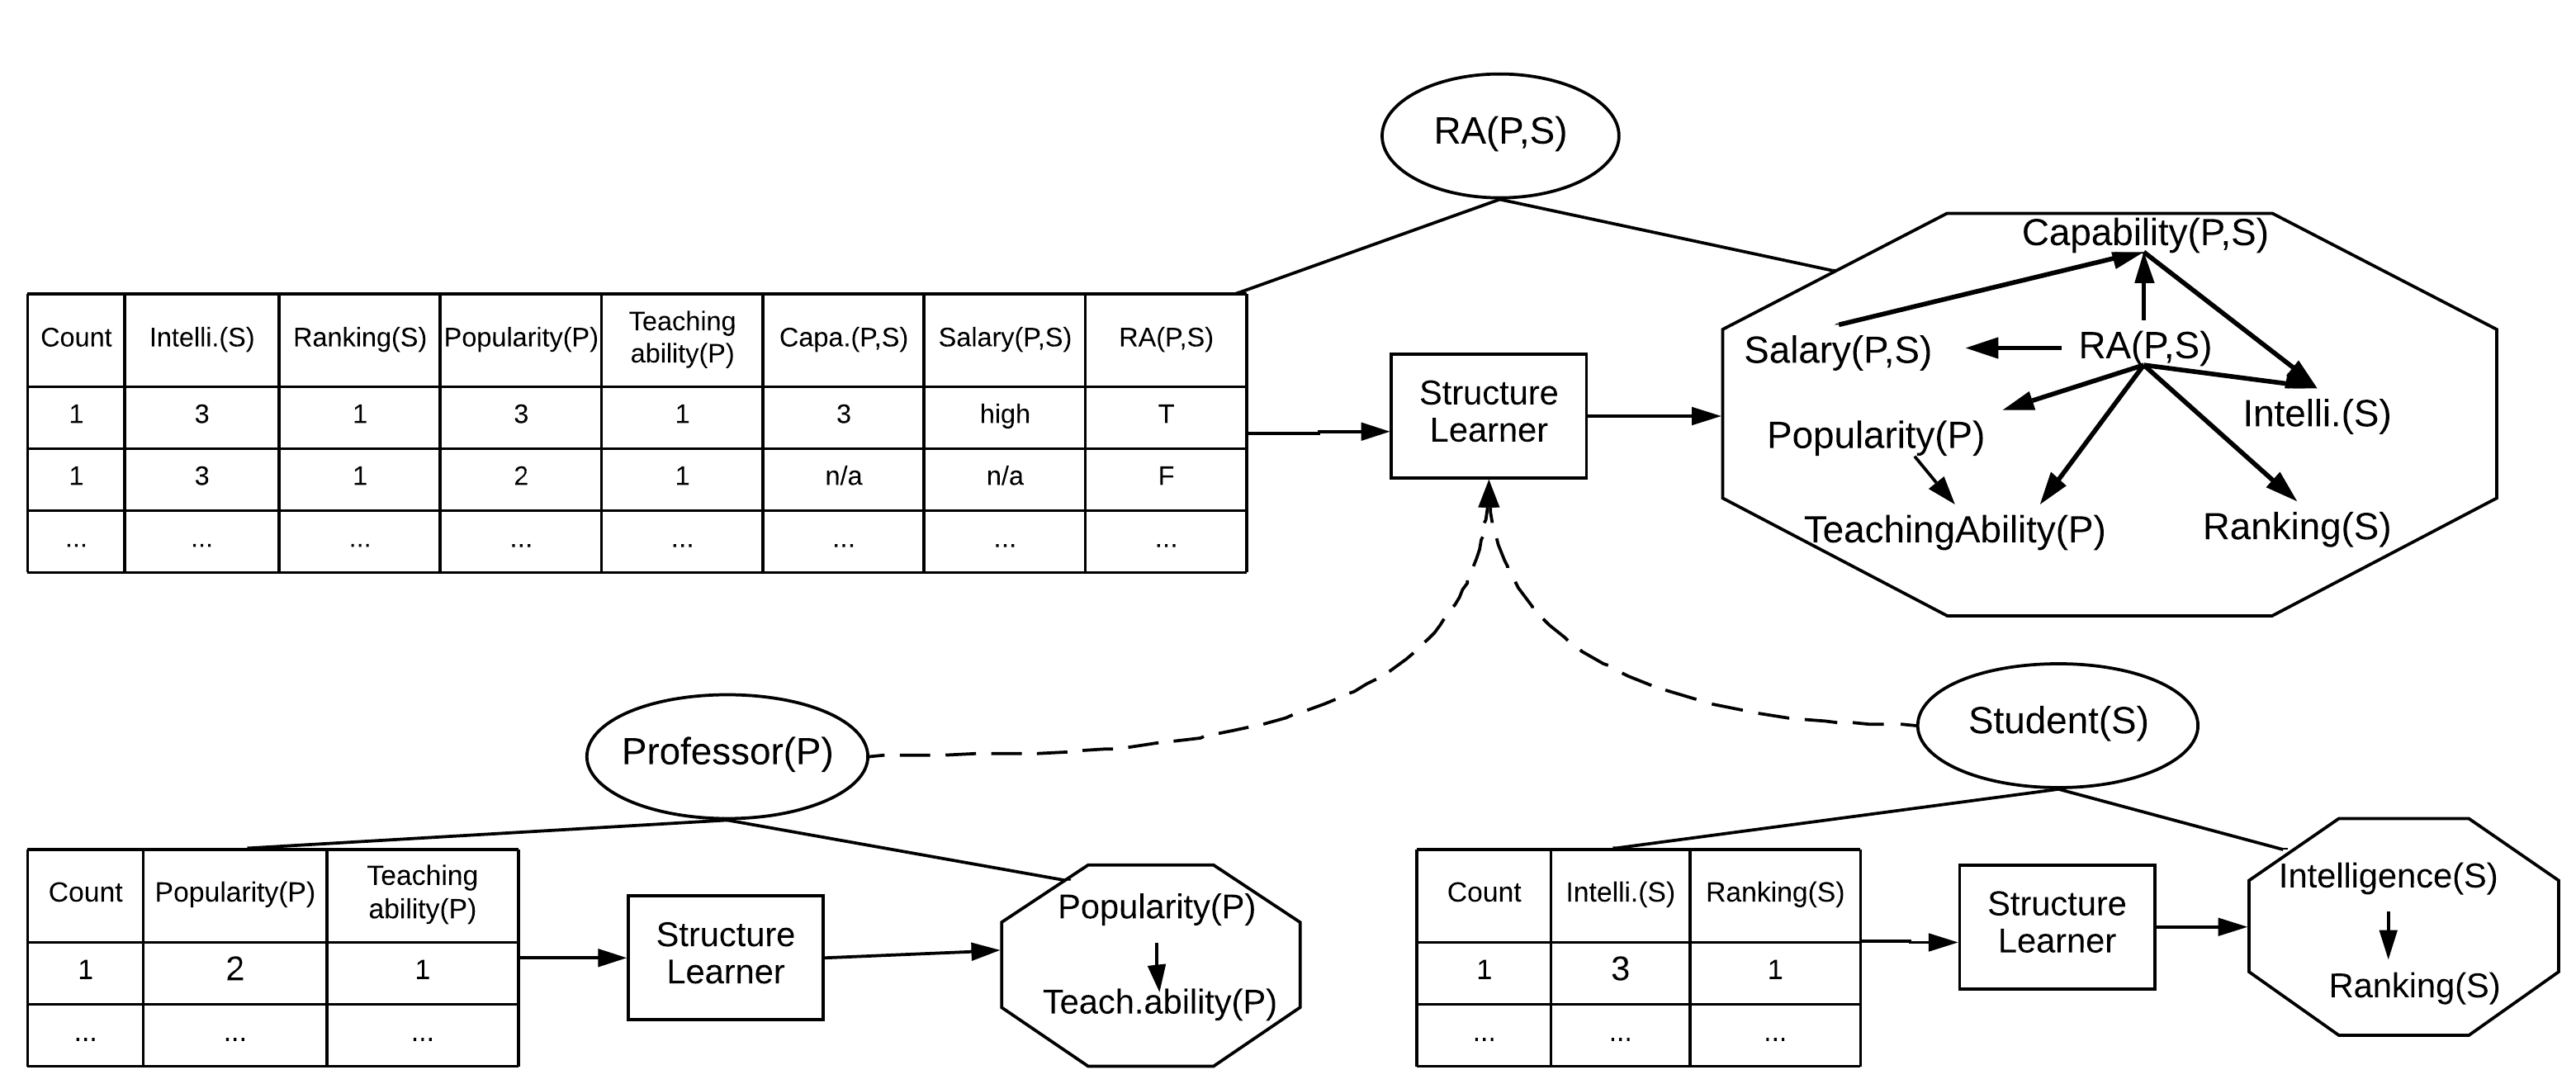 RA(P,S)
Count Intelli.(S) Ranking(S) Popularity(P) Teaching ability(P) Capa.(P,S) Salary(P,S) RA(P,S)
1 3 1 3 1 3 high T
1 3 1 2 1 n/a n/a F
... ... ... ... ... ... ... ...
Structure
Learner
Capability(P,S)
Salary(P,S) RA(P,S)
Popularity(P) Intelli.(S)
TeachingAbility(P) Ranking(S)
Professor(P)
Count Popularity(P) Teaching ability(P)
1 2 1
... ... ...
Structure
Learner
Popularity(P)
Teach.ability(P)
Student(S)
Count Intelli.(S) Ranking(S)
1 3 1
... ... ...
Structure
Learner
Intelligence(S)
Ranking(S)